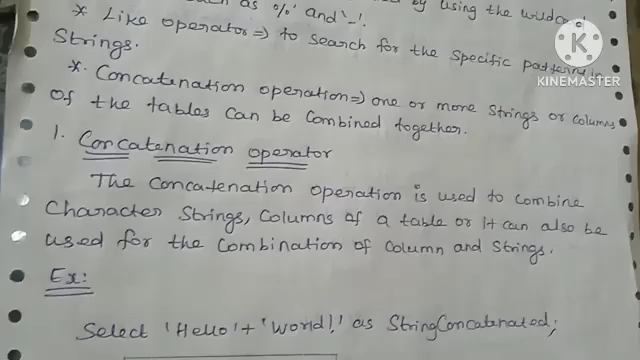 such as '%' and '_'. by using the wildcard
* Like operator => to search for the specific pattern in
Strings.
*. Concatenation operation => one or more strings or columns
of the tables can be combined together.
1. Concatenation operator
The Concatenation operation is used to combine
Character Strings, Columns of a table or it can also be
used for the combination of column and strings.
Ex:
Select 'Hello' + 'World!' as StringConcatenated;
K
KINEMASTER